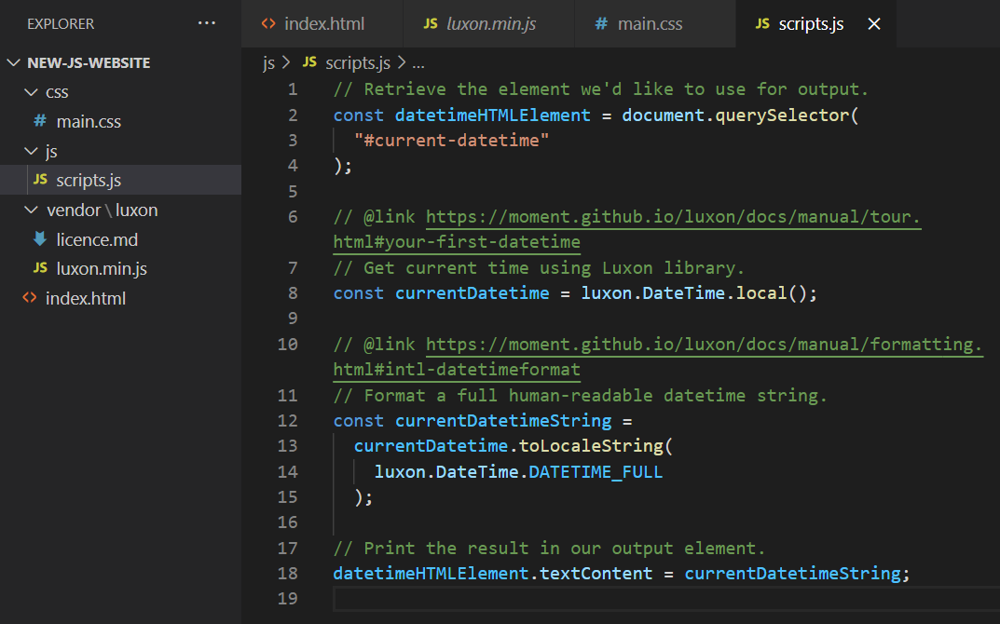 EXPLORER ...
NEW-JS-WEBSITE
css
# main.css
js
JS scripts.js
vendor \ luxon
licence.md
JS luxon.min.js
<> index.html
<> index.html JS luxon.min.js # main.css JS scripts.js ×
js > JS scripts.js > ...
1 // Retrieve the element we'd like to use for output.
2 const datetimeHTMLElement = document.querySelector(
3 "#current-datetime"
4 );
5
6 // @link https://moment.github.io/luxon/docs/manual/tour.
html#your-first-datetime
7 // Get current time using Luxon library.
8 const currentDatetime = luxon.DateTime.local();
9
10 // @link https://moment.github.io/luxon/docs/manual/formatting.
html#intl-datetimeformat
11 // Format a full human-readable datetime string.
12 const currentDatetimeString =
13 currentDatetime.toLocaleString(
14 luxon.DateTime.DATETIME_FULL
15 );
16
17 // Print the result in our output element.
18 datetimeHTMLElement.textContent = currentDatetimeString;
19